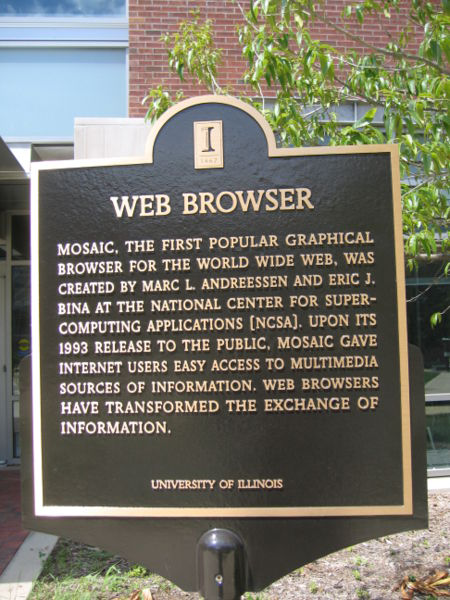 I
1867
WEB BROWSER
MOSAIC, THE FIRST POPULAR GRAPHICAL
BROWSER FOR THE WORLD WIDE WEB, WAS
CREATED BY MARC L. ANDREESSEN AND ERIC J.
BINA AT THE NATIONAL CENTER FOR SUPER-
COMPUTING APPLICATIONS (NCSA). UPON ITS
1993 RELEASE TO THE PUBLIC, MOSAIC GAVE
INTERNET USERS EASY ACCESS TO MULTIMEDIA
SOURCES OF INFORMATION. WEB BROWSERS
HAVE TRANSFORMED THE EXCHANGE OF
INFORMATION.
UNIVERSITY OF ILLINOIS